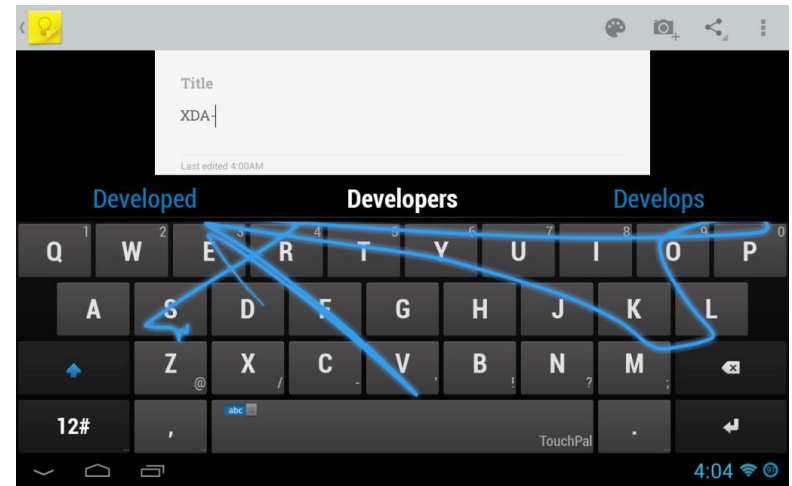 Title
XDA-
Last edited 4:00AM
Developed Developers Develops
1 2 3 4 5 6 7 8 9 0
Q W E R T Y U I O P
A S D F G H J K L
Z @ X / C - V ' B ! N ? M ;
12# , abc TouchPal .
4:04 97